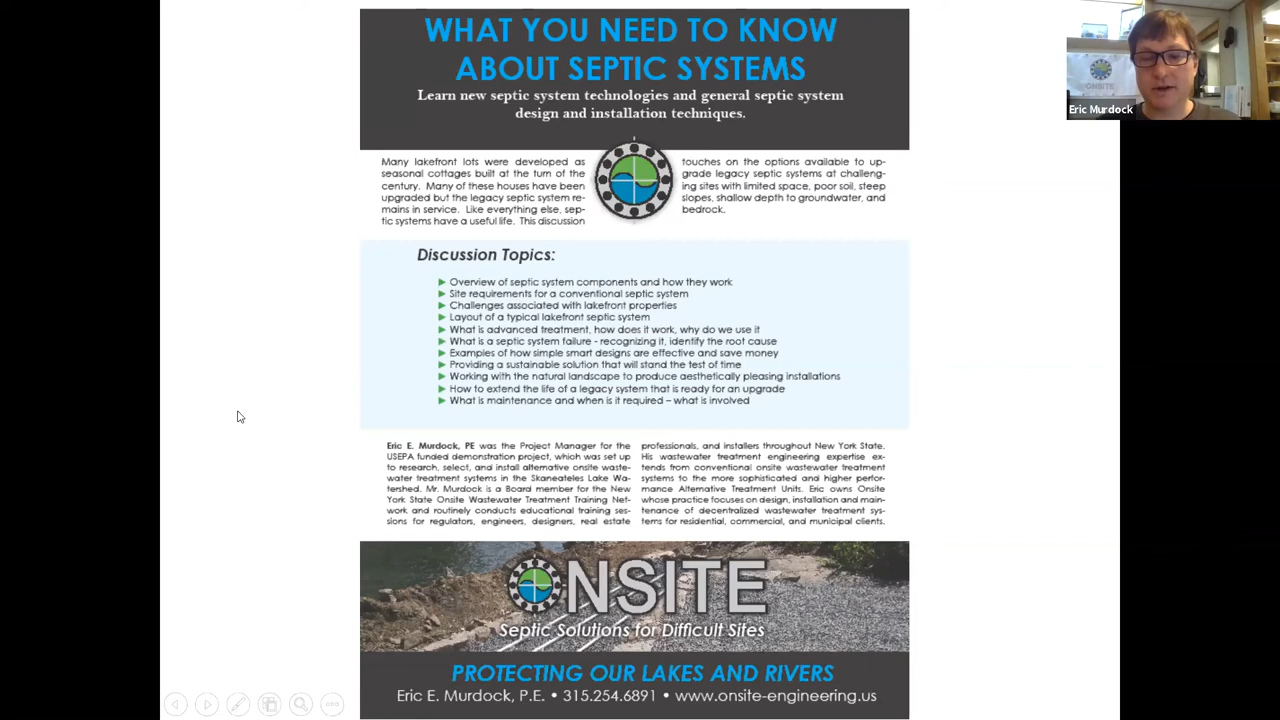 WHAT YOU NEED TO KNOW
ABOUT SEPTIC SYSTEMS
Learn new septic system technologies and general septic system
design and installation techniques.
Many lakefront lots were developed as
seasonal cottages built at the turn of the
century. Many of these houses have been
upgraded but the legacy septic system re-
mains in service. Like everything else, sep-
tic systems have a useful life. This discussion
touches on the options available to up-
grade legacy septic systems at challeng-
ing sites with limited space, poor soil, steep
slopes, shallow depth to groundwater, and
bedrock.
Discussion Topics:
Overview of septic system components and how they work
Site requirements for a conventional septic system
Challenges associated with lakefront properties
Layout of a typical lakefront septic system
What is advanced treatment, how does it work, why do we use it
What is a septic system failure - recognizing it, identify the root cause
Examples of how simple smart designs are effective and save money
Providing a sustainable solution that will stand the test of time
Working with the natural landscape to produce aesthetically pleasing installations
How to extend the life of a legacy system that is ready for an upgrade
What is maintenance and when is it required – what is involved
Eric E. Murdock, PE was the Project Manager for the
USEPA funded demonstration project, which was set up
to research, select, and install alternative onsite waste-
water treatment systems in the Skaneateles Lake Wa-
tershed. Mr. Murdock is a Board member for the New
York State Onsite Wastewater Treatment Training Net-
work and routinely conducts educational training ses-
sions for regulators, engineers, designers, real estate
professionals, and installers throughout New York State.
His wastewater treatment engineering expertise ex-
tends from conventional onsite wastewater treatment
systems to the more sophisticated and higher perfor-
mance Alternative Treatment Units. Eric owns Onsite
whose practice focuses on design, installation and main-
tenance of decentralized wastewater treatment sys-
tems for residential, commercial, and municipal clients.
ONSITE
Septic Solutions for Difficult Sites
PROTECTING OUR LAKES AND RIVERS
Eric E. Murdock, P.E. • 315.254.6891 • www.onsite-engineering.us
ONSITE
Eric Murdock